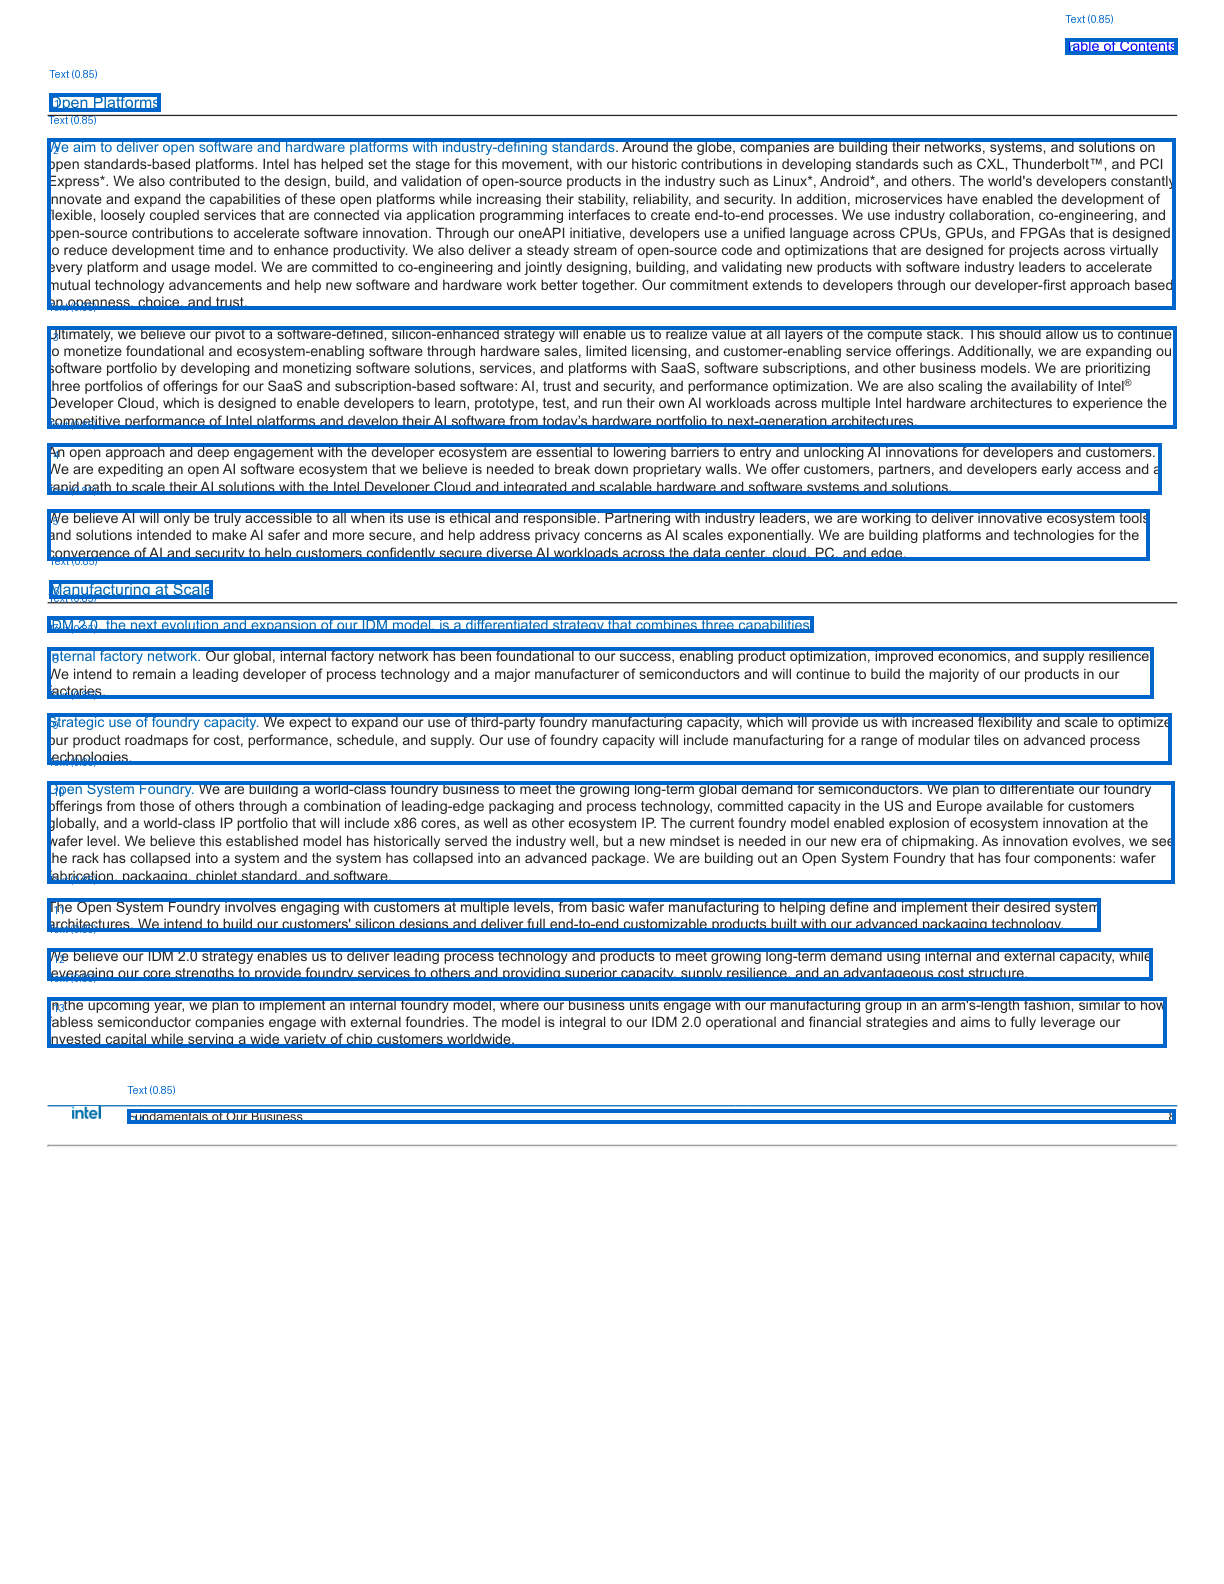 Text (0.85)
Table of Contents
Text (0.85)
Open Platforms
Text (0.85)
We aim to deliver open software and hardware platforms with industry-defining standards. Around the globe, companies are building their networks, systems, and solutions on
open standards-based platforms. Intel has helped set the stage for this movement, with our historic contributions in developing standards such as CXL, Thunderbolt™, and PCI
Express*. We also contributed to the design, build, and validation of open-source products in the industry such as Linux*, Android*, and others. The world's developers constantly
innovate and expand the capabilities of these open platforms while increasing their stability, reliability, and security. In addition, microservices have enabled the development of
flexible, loosely coupled services that are connected via application programming interfaces to create end-to-end processes. We use industry collaboration, co-engineering, and
open-source contributions to accelerate software innovation. Through our oneAPI initiative, developers use a unified language across CPUs, GPUs, and FPGAs that is designed
to reduce development time and to enhance productivity. We also deliver a steady stream of open-source code and optimizations that are designed for projects across virtually
every platform and usage model. We are committed to co-engineering and jointly designing, building, and validating new products with software industry leaders to accelerate
mutual technology advancements and help new software and hardware work better together. Our commitment extends to developers through our developer-first approach based
on openness, choice, and trust.
Ultimately, we believe our pivot to a software-defined, silicon-enhanced strategy will enable us to realize value at all layers of the compute stack. This should allow us to continue
to monetize foundational and ecosystem-enabling software through hardware sales, limited licensing, and customer-enabling service offerings. Additionally, we are expanding our
software portfolio by developing and monetizing software solutions, services, and platforms with SaaS, software subscriptions, and other business models. We are prioritizing
three portfolios of offerings for our SaaS and subscription-based software: AI, trust and security, and performance optimization. We are also scaling the availability of Intel®
Developer Cloud, which is designed to enable developers to learn, prototype, test, and run their own AI workloads across multiple Intel hardware architectures to experience the
competitive performance of Intel platforms and develop their AI software from today's hardware portfolio to next-generation architectures.
An open approach and deep engagement with the developer ecosystem are essential to lowering barriers to entry and unlocking AI innovations for developers and customers.
We are expediting an open AI software ecosystem that we believe is needed to break down proprietary walls. We offer customers, partners, and developers early access and a
rapid path to scale their AI solutions with the Intel Developer Cloud and integrated and scalable hardware and software systems and solutions.
We believe AI will only be truly accessible to all when its use is ethical and responsible. Partnering with industry leaders, we are working to deliver innovative ecosystem tools
and solutions intended to make AI safer and more secure, and help address privacy concerns as AI scales exponentially. We are building platforms and technologies for the
convergence of AI and security to help customers confidently secure diverse AI workloads across the data center, cloud, PC, and edge.
Text (0.85)
Manufacturing at Scale
IDM 2.0, the next evolution and expansion of our IDM model, is a differentiated strategy that combines three capabilities:
Internal factory network. Our global, internal factory network has been foundational to our success, enabling product optimization, improved economics, and supply resilience.
We intend to remain a leading developer of process technology and a major manufacturer of semiconductors and will continue to build the majority of our products in our
factories.
Strategic use of foundry capacity. We expect to expand our use of third-party foundry manufacturing capacity, which will provide us with increased flexibility and scale to optimize
our product roadmaps for cost, performance, schedule, and supply. Our use of foundry capacity will include manufacturing for a range of modular tiles on advanced process
technologies.
Open System Foundry. We are building a world-class foundry business to meet the growing long-term global demand for semiconductors. We plan to differentiate our foundry
offerings from those of others through a combination of leading-edge packaging and process technology, committed capacity in the US and Europe available for customers
globally, and a world-class IP portfolio that will include x86 cores, as well as other ecosystem IP. The current foundry model enabled explosion of ecosystem innovation at the
wafer level. We believe this established model has historically served the industry well, but a new mindset is needed in our new era of chipmaking. As innovation evolves, we see
the rack has collapsed into a system and the system has collapsed into an advanced package. We are building out an Open System Foundry that has four components: wafer
fabrication, packaging, chiplet standard, and software.
The Open System Foundry involves engaging with customers at multiple levels, from basic wafer manufacturing to helping define and implement their desired system
architectures. We intend to build our customers' silicon designs and deliver full end-to-end customizable products built with our advanced packaging technology.
We believe our IDM 2.0 strategy enables us to deliver leading process technology and products to meet growing long-term demand using internal and external capacity, while
leveraging our core strengths to provide foundry services to others and providing superior capacity, supply resilience, and an advantageous cost structure.
In the upcoming year, we plan to implement an internal foundry model, where our business units engage with our manufacturing group in an arm's-length fashion, similar to how
fabless semiconductor companies engage with external foundries. The model is integral to our IDM 2.0 operational and financial strategies and aims to fully leverage our
invested capital while serving a wide variety of chip customers worldwide.
Text (0.85)
intel Fundamentals of Our Business